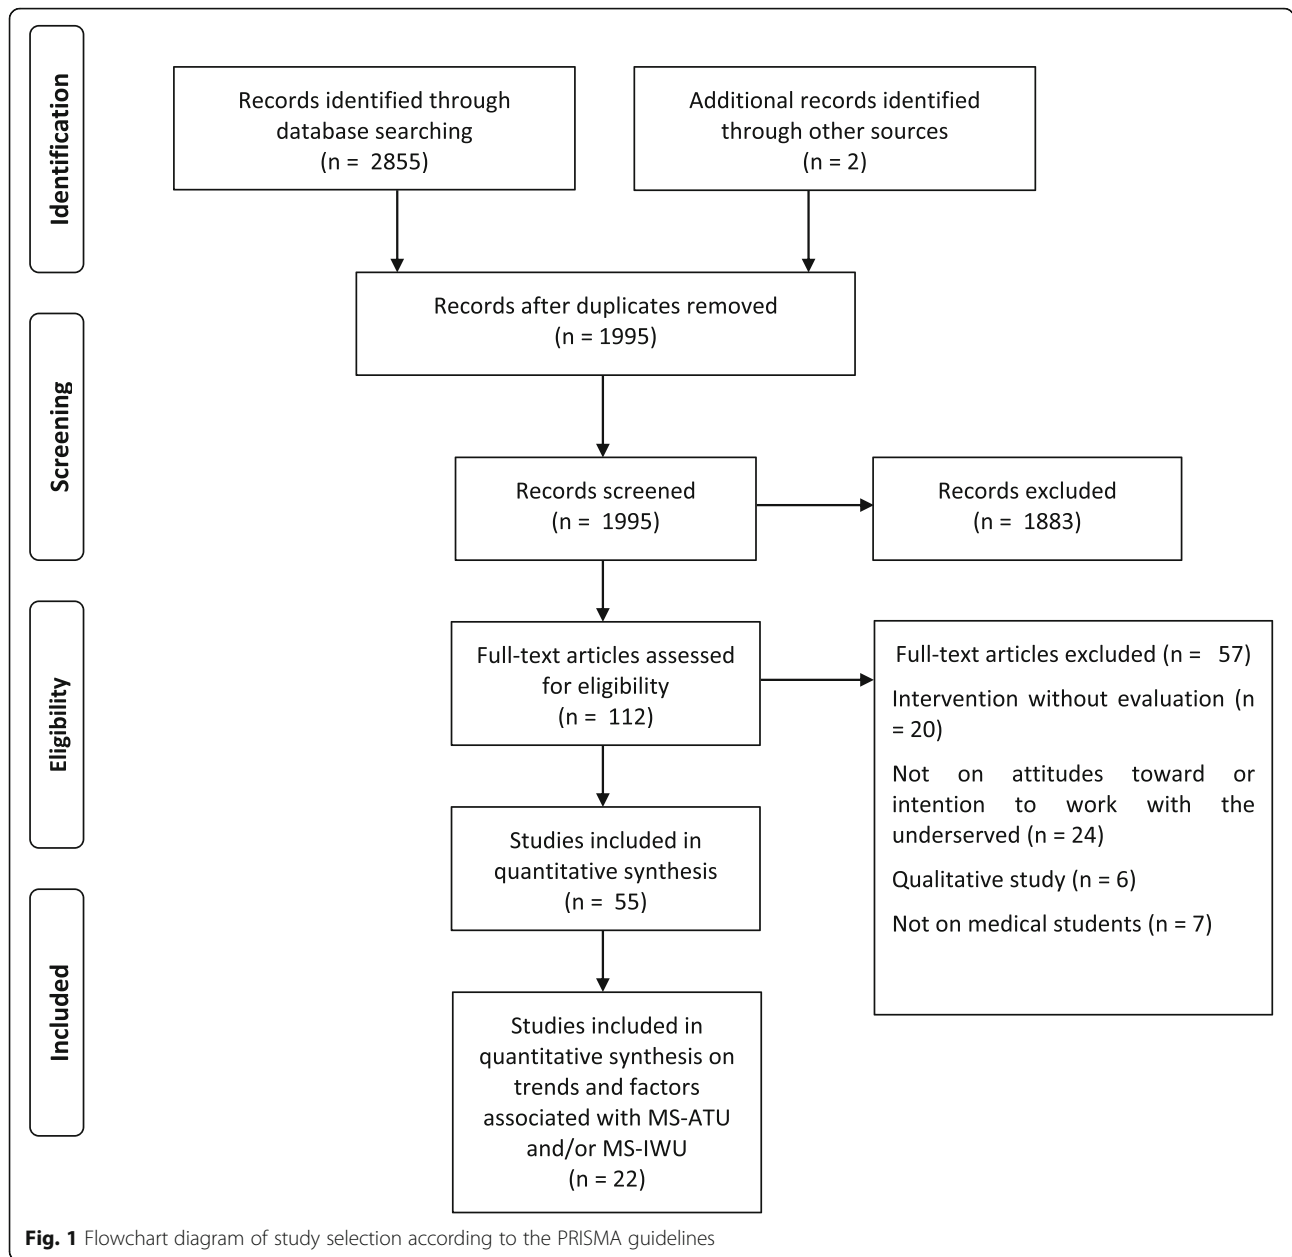 Identification
Records identified through
database searching
(n = 2855)
Additional records identified
through other sources
(n = 2)
Records after duplicates removed
(n = 1995)
Screening
Records screened
(n = 1995)
Records excluded
(n = 1883)
Eligibility
Full-text articles assessed
for eligibility
(n = 112)
Full-text articles excluded (n = 57)
Intervention without evaluation (n
= 20)
Not on attitudes toward or
intention to work with the
underserved (n = 24)
Qualitative study (n = 6)
Not on medical students (n = 7)
Studies included in
quantitative synthesis
(n = 55)
Included
Studies included in
quantitative synthesis on
trends and factors
associated with MS-ATU
and/or MS-IWU
(n = 22)
Fig. 1 Flowchart diagram of study selection according to the PRISMA guidelines